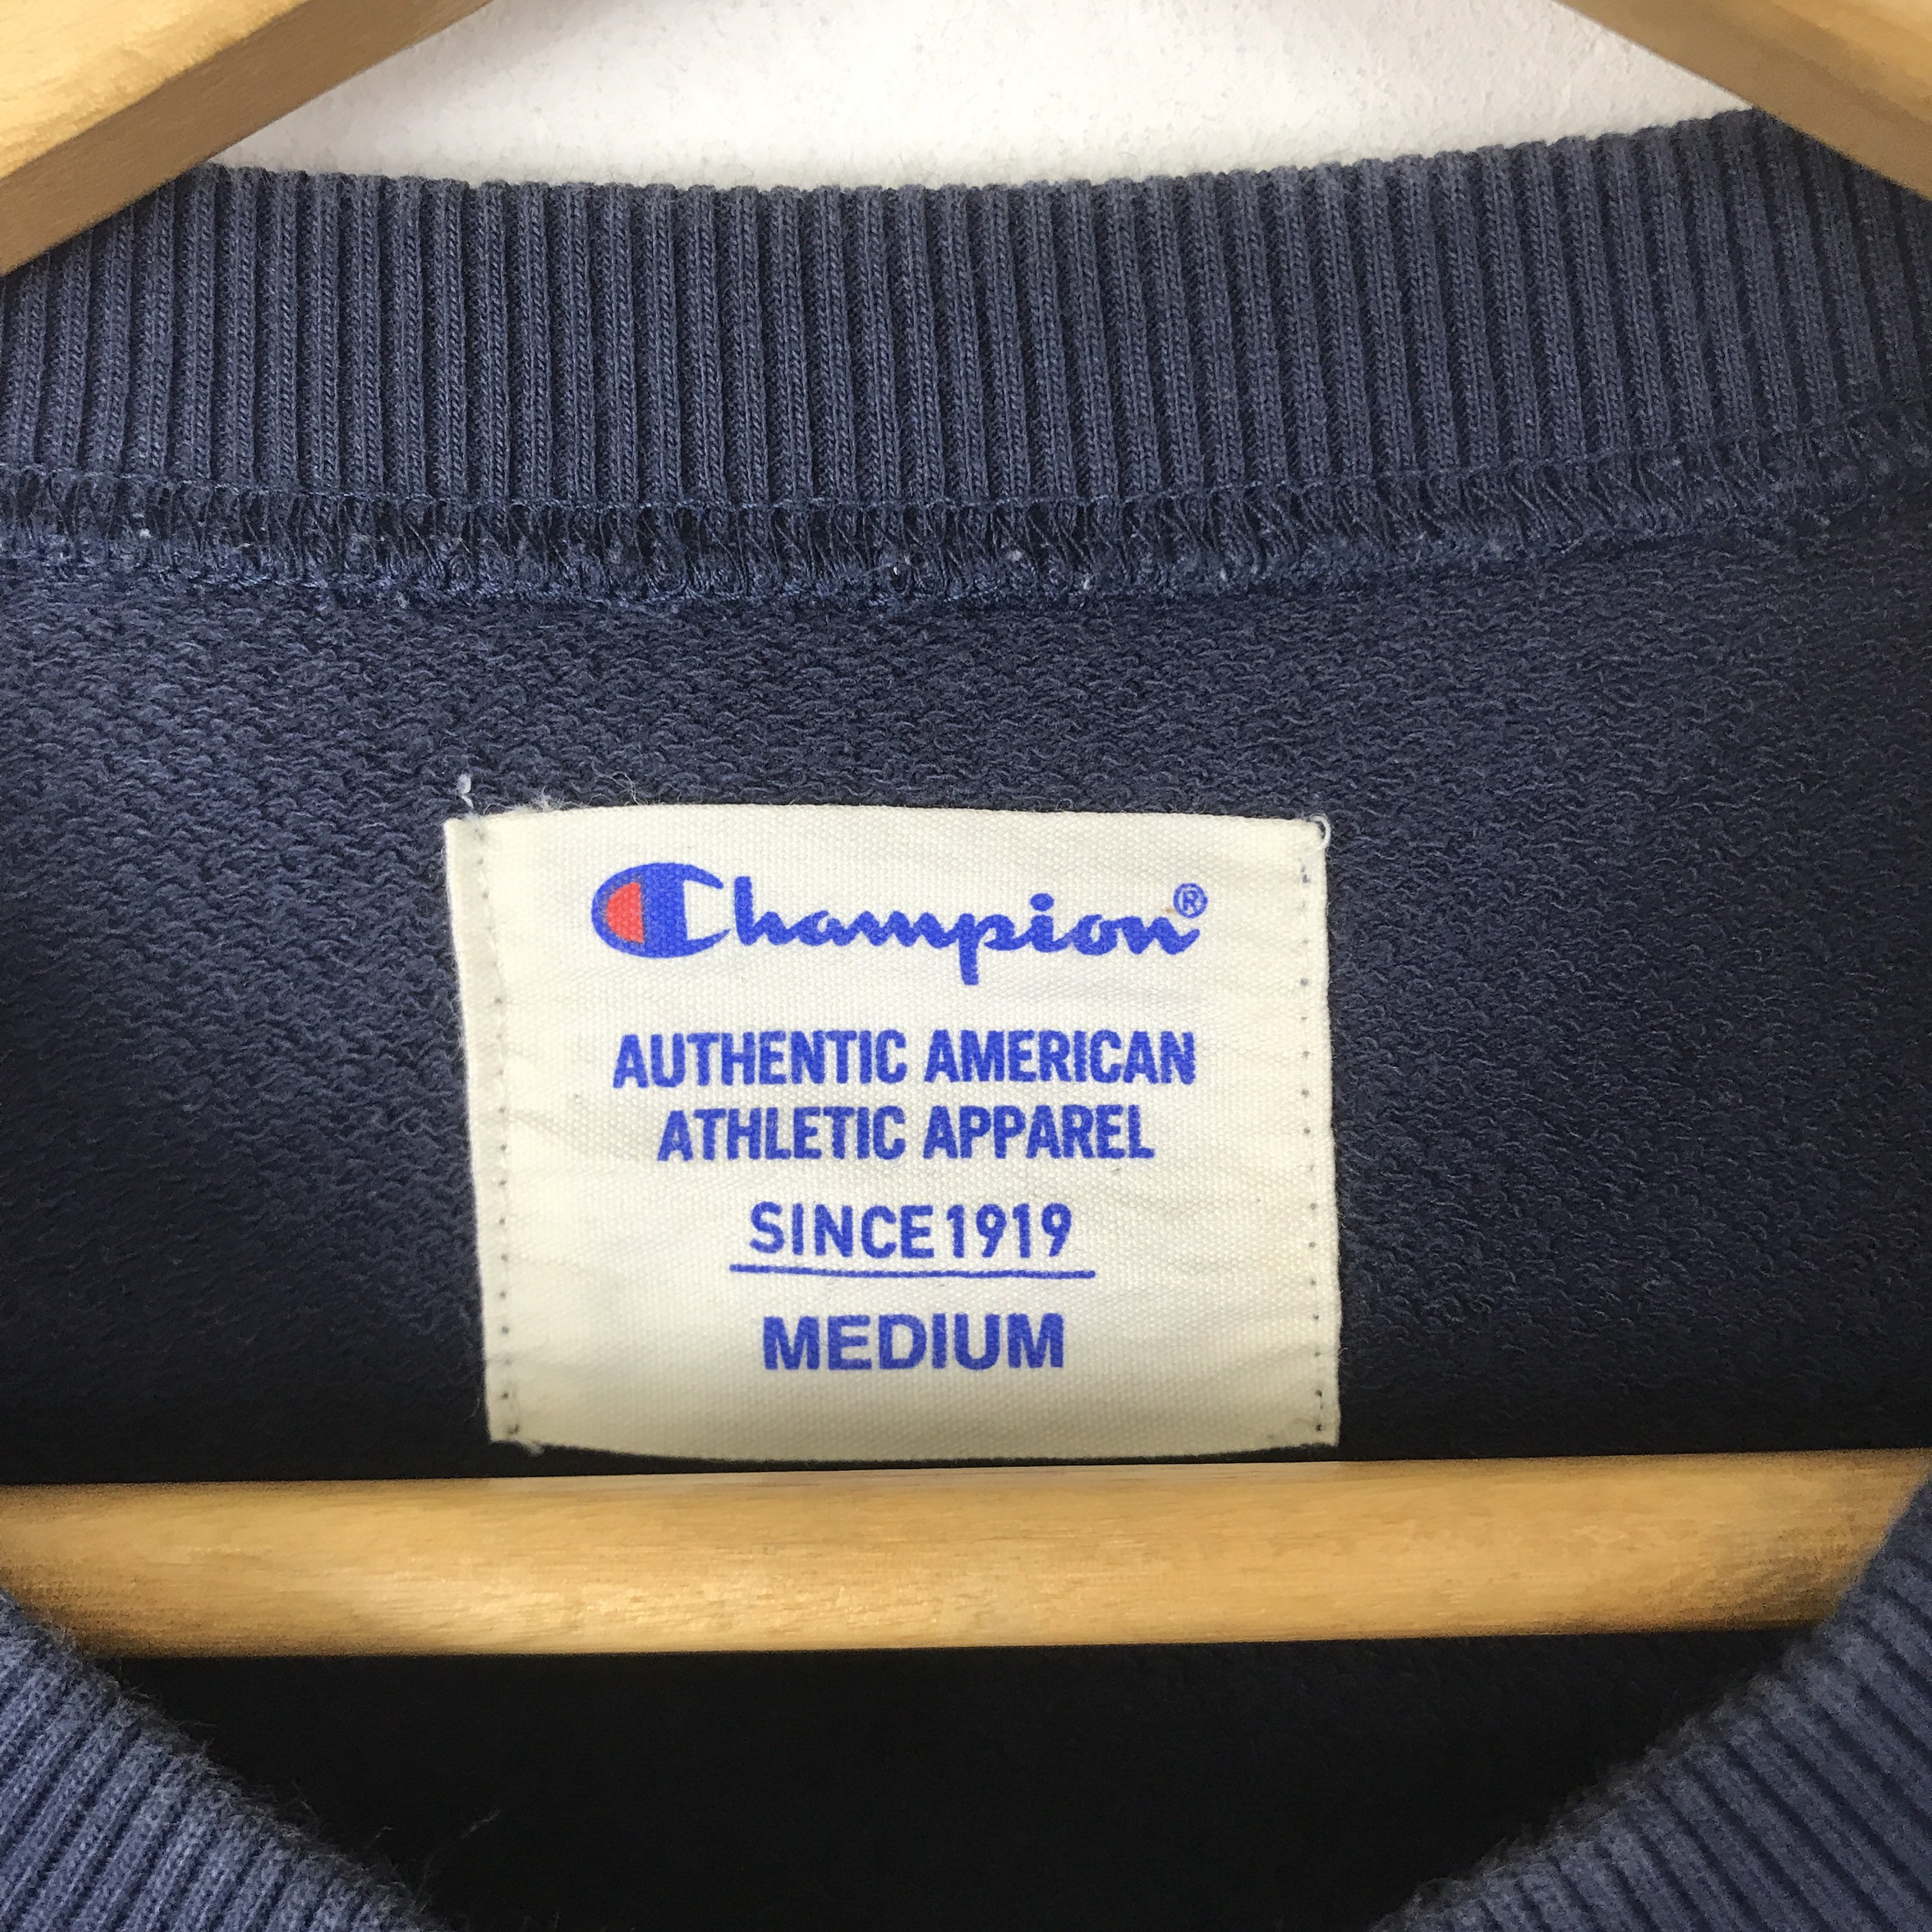 Champion®
AUTHENTIC AMERICAN
ATHLETIC APPAREL
SINCE 1919
MEDIUM